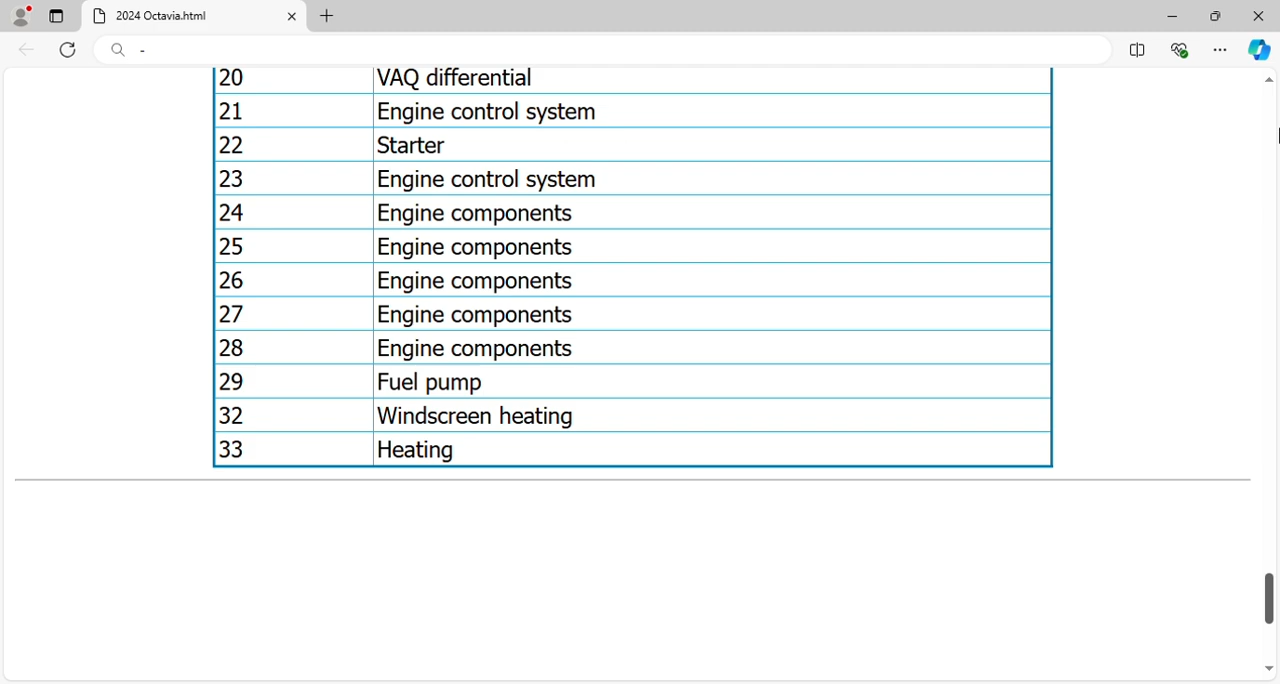 2024 Octavia.html
-
20 VAQ differential
21 Engine control system
22 Starter
23 Engine control system
24 Engine components
25 Engine components
26 Engine components
27 Engine components
28 Engine components
29 Fuel pump
32 Windscreen heating
33 Heating